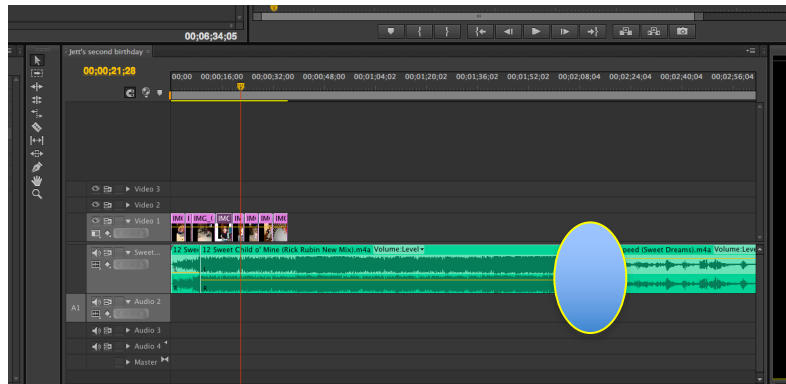 00;06;34;05
Jett's second birthday
00;00;21;28
00;00 00;00;16;00 00;00;32;00 00;00;48;00 00;01;04;02 00;01;20;02 00;01;36;02 00;01;52;02 00;02;08;04 00;02;24;04 00;02;40;04 00;02;56;04
Video 3
Video 2
Video 1
IMG_
Sweet...
12 Swee 12 Sweet Child o' Mine (Rick Rubin New Mix).m4a Volume:Level peed (Sweet Dreams).m4a Volume:Leve
A1 Audio 2
Audio 3
Audio 4
Master